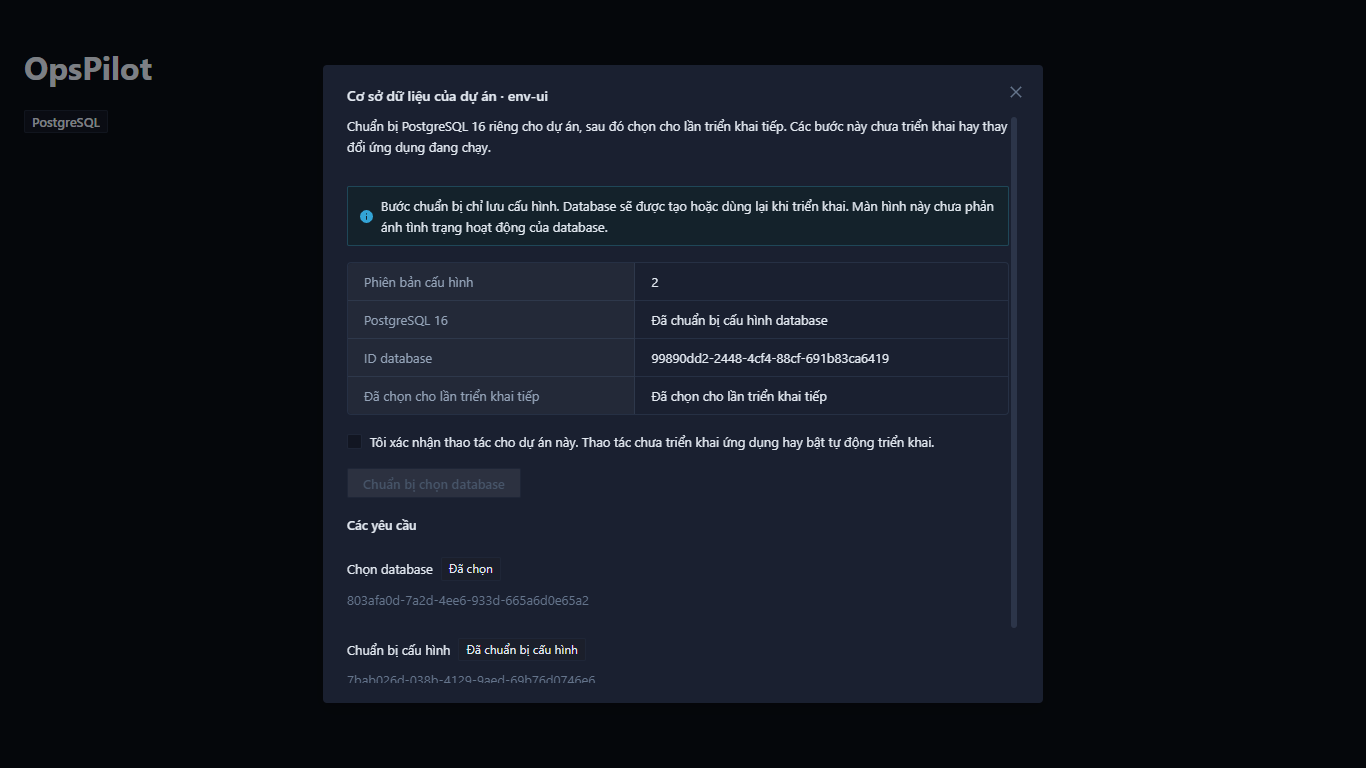 OpsPilot
PostgreSQL
Cơ sở dữ liệu của dự án · env-ui
Chuẩn bị PostgreSQL 16 riêng cho dự án, sau đó chọn cho lần triển khai tiếp. Các bước này chưa triển khai hay thay
đổi ứng dụng đang chạy.
Bước chuẩn bị chỉ lưu cấu hình. Database sẽ được tạo hoặc dùng lại khi triển khai. Màn hình này chưa phản
ánh tình trạng hoạt động của database.
Phiên bản cấu hình 2
PostgreSQL 16 Đã chuẩn bị cấu hình database
ID database 99890dd2-2448-4cf4-88cf-691b83ca6419
Đã chọn cho lần triển khai tiếp Đã chọn cho lần triển khai tiếp
Tôi xác nhận thao tác cho dự án này. Thao tác chưa triển khai ứng dụng hay bật tự động triển khai.
Chuẩn bị chọn database
Các yêu cầu
Chọn database Đã chọn
803afa0d-7a2d-4ee6-933d-665a6d0e65a2
Chuẩn bị cấu hình Đã chuẩn bị cấu hình
7bab026d-038b-4129-9aed-69b76d0746e6